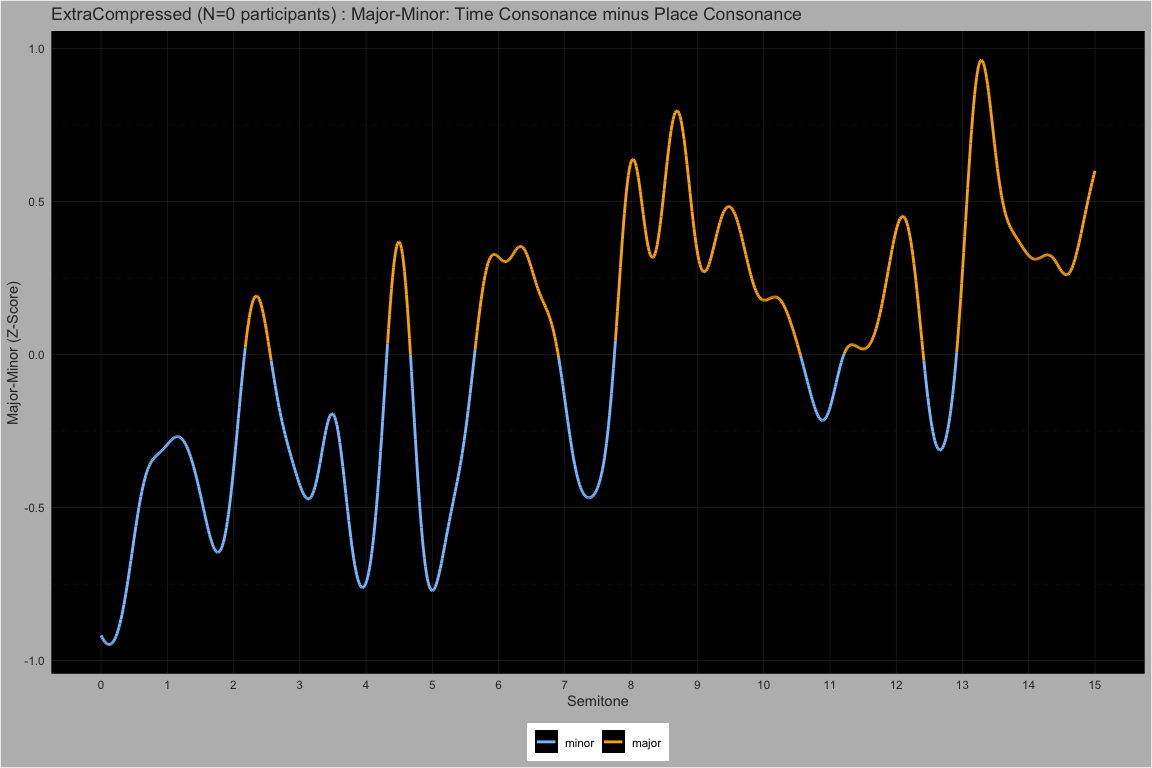 ExtraCompressed (N=0 participants) : Major-Minor: Time Consonance minus Place Consonance
Major-Minor (Z-Score)
1.0
0.5
0.0
-0.5
-1.0
0 1 2 3 4 5 6 7 8 9 10 11 12 13 14 15
Semitone
minor major